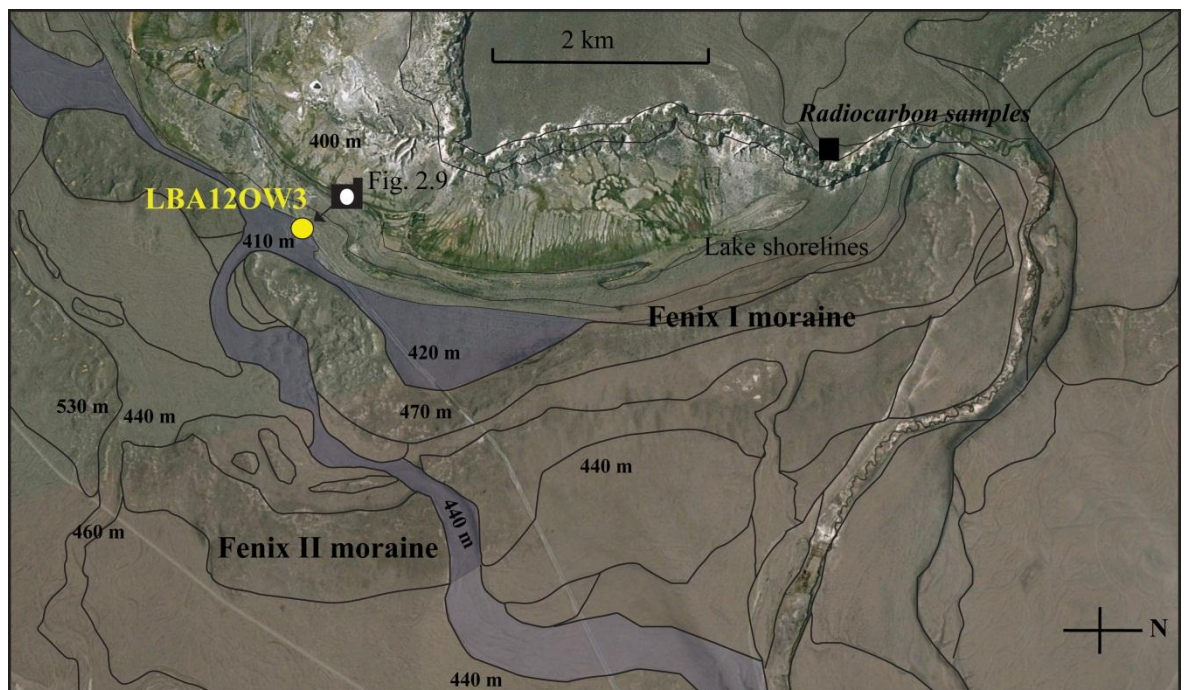 2 km
Radiocarbon samples
400 m
Fig. 2.9
LBA12OW3
410 m
Lake shorelines
Fenix I moraine
420 m
530 m
440 m
470 m
440 m
440 m
460 m
Fenix II moraine
N
440 m